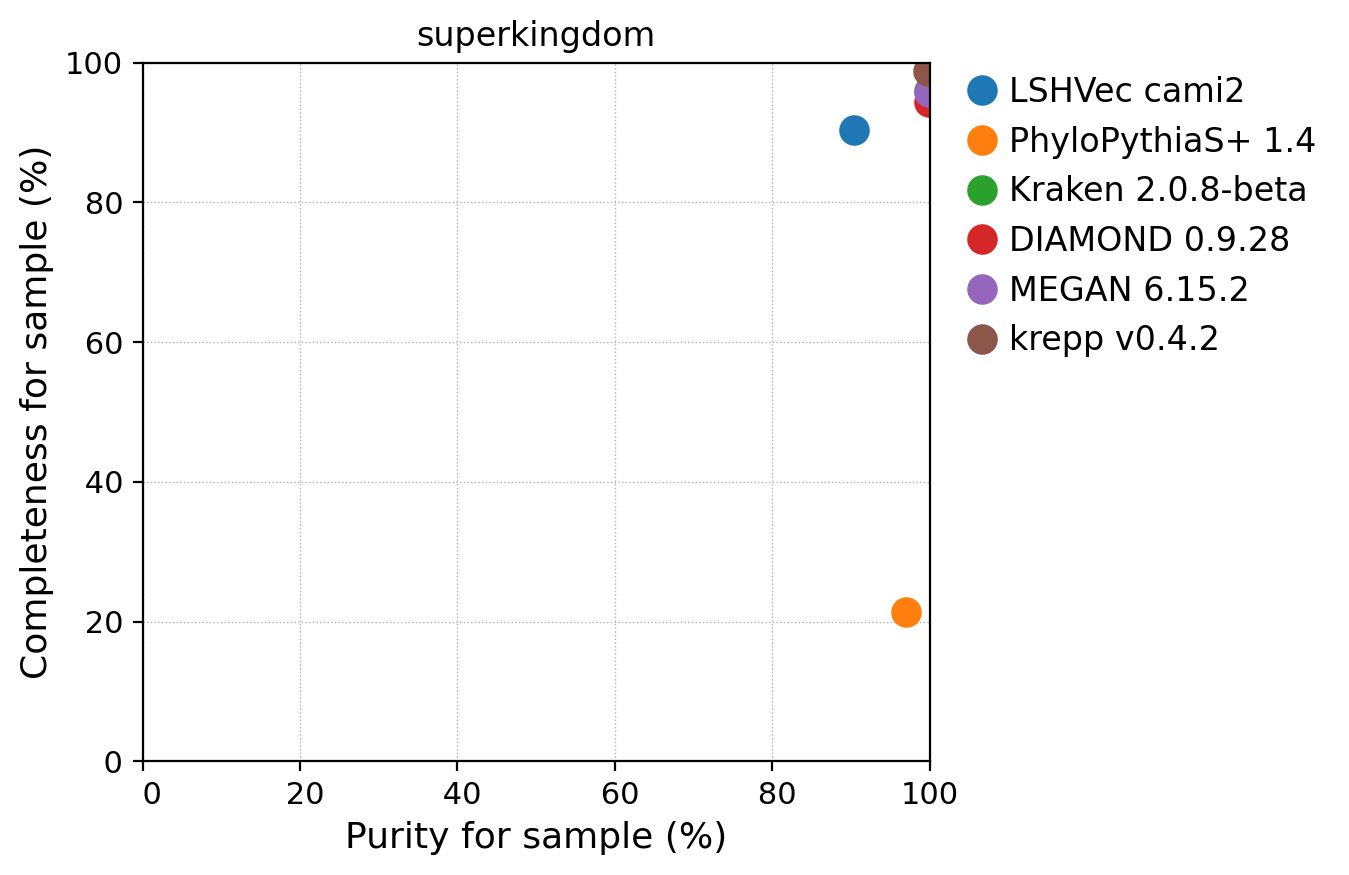 superkingdom
Completeness for sample (%)
100
80
60
40
20
0
0 20 40 60 80 100
Purity for sample (%)
LSHVec cami2
PhyloPythiaS+ 1.4
Kraken 2.0.8-beta
DIAMOND 0.9.28
MEGAN 6.15.2
krepp v0.4.2